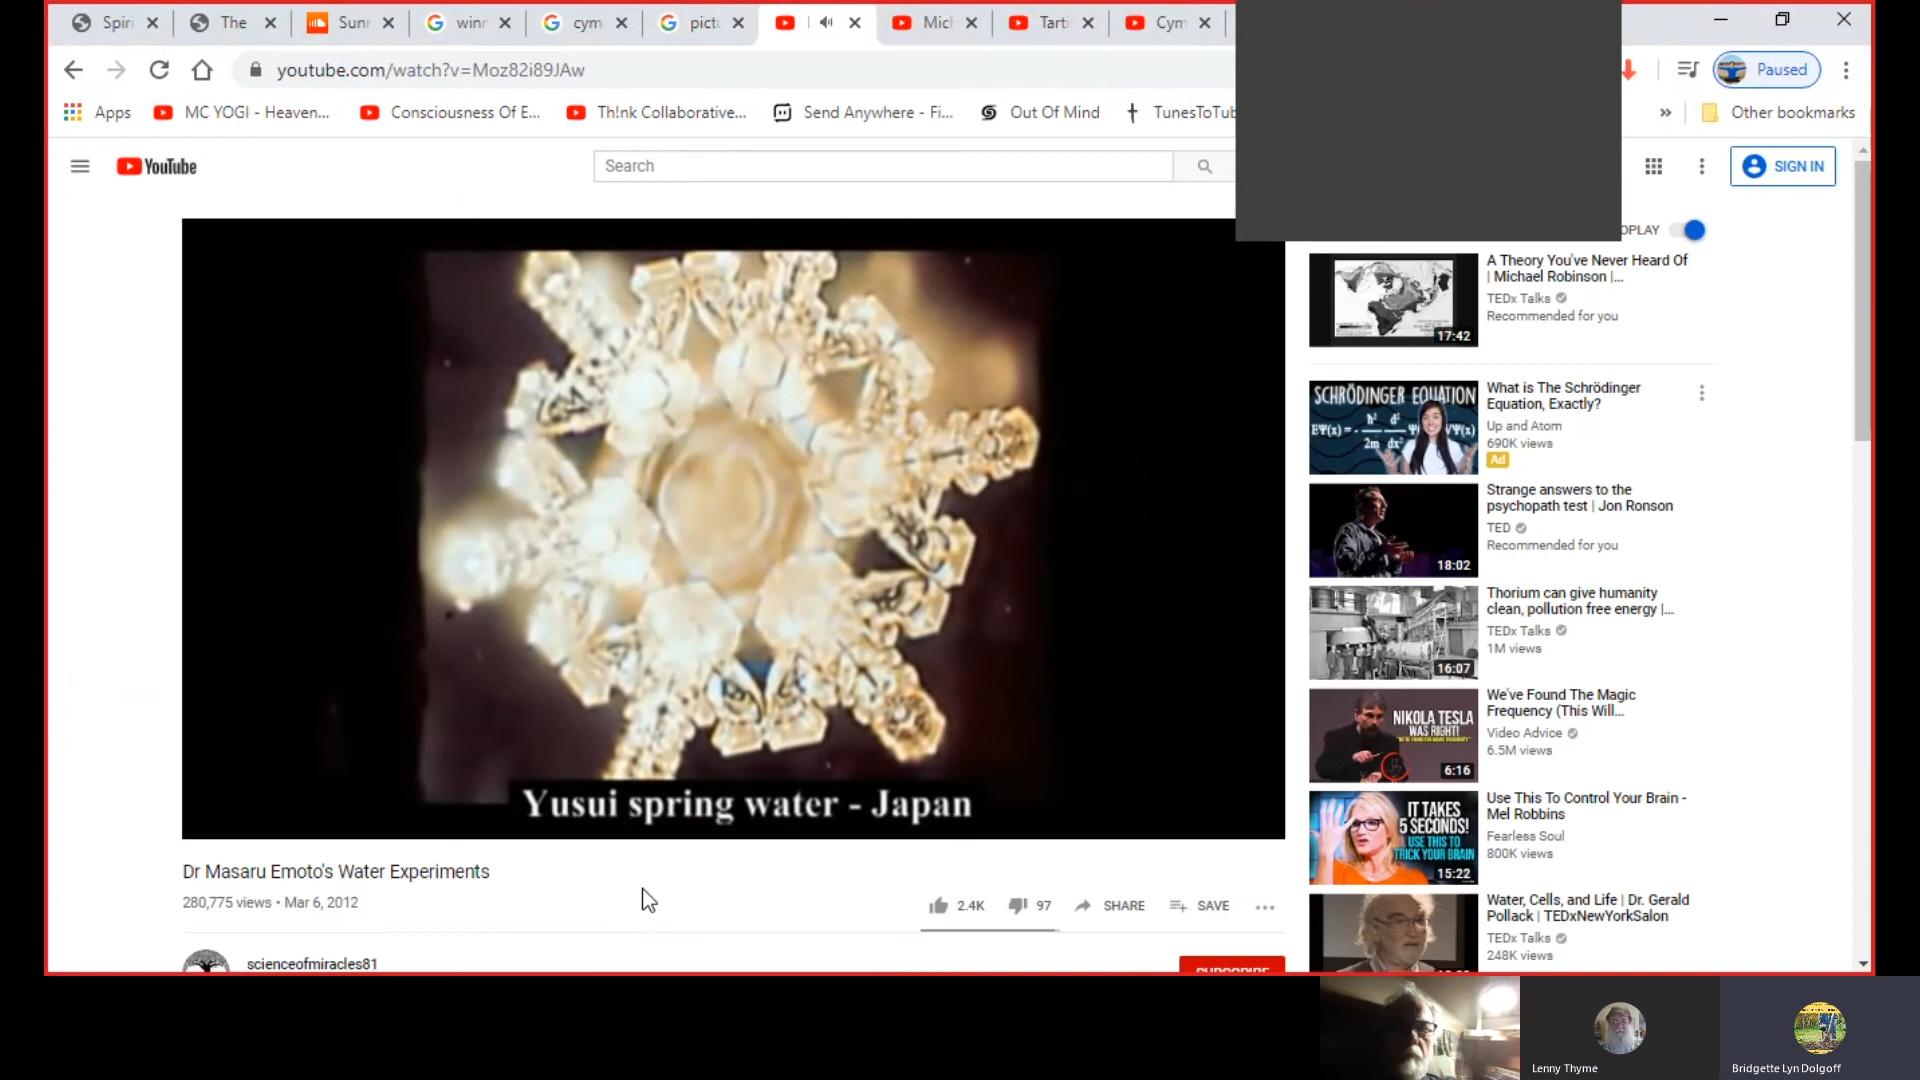 Spiri
The
Sunr
winr
cym
pict
Mich
Tarti
Cym
youtube.com/watch?v=Moz82i89JAw
Paused
Apps
MC YOGI - Heaven...
Consciousness Of E...
Th!nk Collaborative...
Send Anywhere - Fi...
Out Of Mind
TunesToTub
»
Other bookmarks
YouTube
Search
SIGN IN
OPLAY
Yusui spring water - Japan
Dr Masaru Emoto's Water Experiments
280,775 views • Mar 6, 2012
2.4K
97
SHARE
SAVE
scienceofmiracles81
SUBSCRIBE
17:42
A Theory You've Never Heard Of
| Michael Robinson |...
TEDx Talks
Recommended for you
SCHRÖDINGER EQUATION
What is The Schrödinger
Equation, Exactly?
Up and Atom
690K views
Ad
18:02
Strange answers to the
psychopath test | Jon Ronson
TED
Recommended for you
16:07
Thorium can give humanity
clean, pollution free energy |...
TEDx Talks
1M views
NIKOLA TESLA
WAS RIGHT!
6:16
We've Found The Magic
Frequency (This Will...
Video Advice
6.5M views
IT TAKES
5 SECONDS!
USE THIS TO
TRICK YOUR BRAIN
15:22
Use This To Control Your Brain -
Mel Robbins
Fearless Soul
800K views
Water, Cells, and Life | Dr. Gerald
Pollack | TEDxNewYorkSalon
TEDx Talks
248K views
Lenny Thyme
Bridgette Lyn Dolgoff